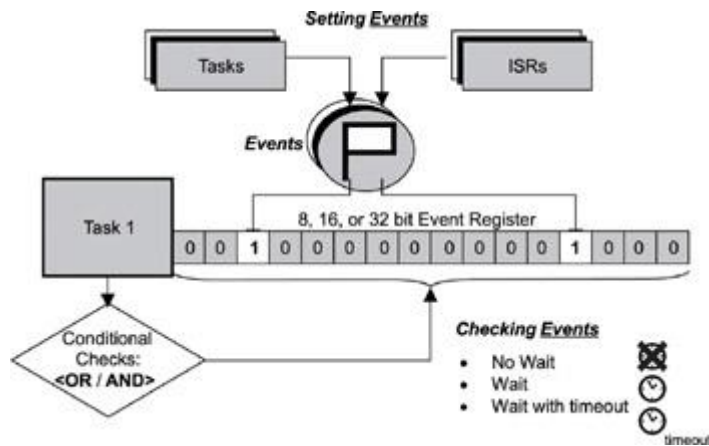 Setting Events
Tasks
ISRs
Events
8, 16, or 32 bit Event Register
Task 1
0 0 1 0 0 0 0 0 0 0 0 0 0 1 0 0 0
Conditional
Checks:
<OR / AND>
Checking Events
• No Wait
• Wait
• Wait with timeout
timeout